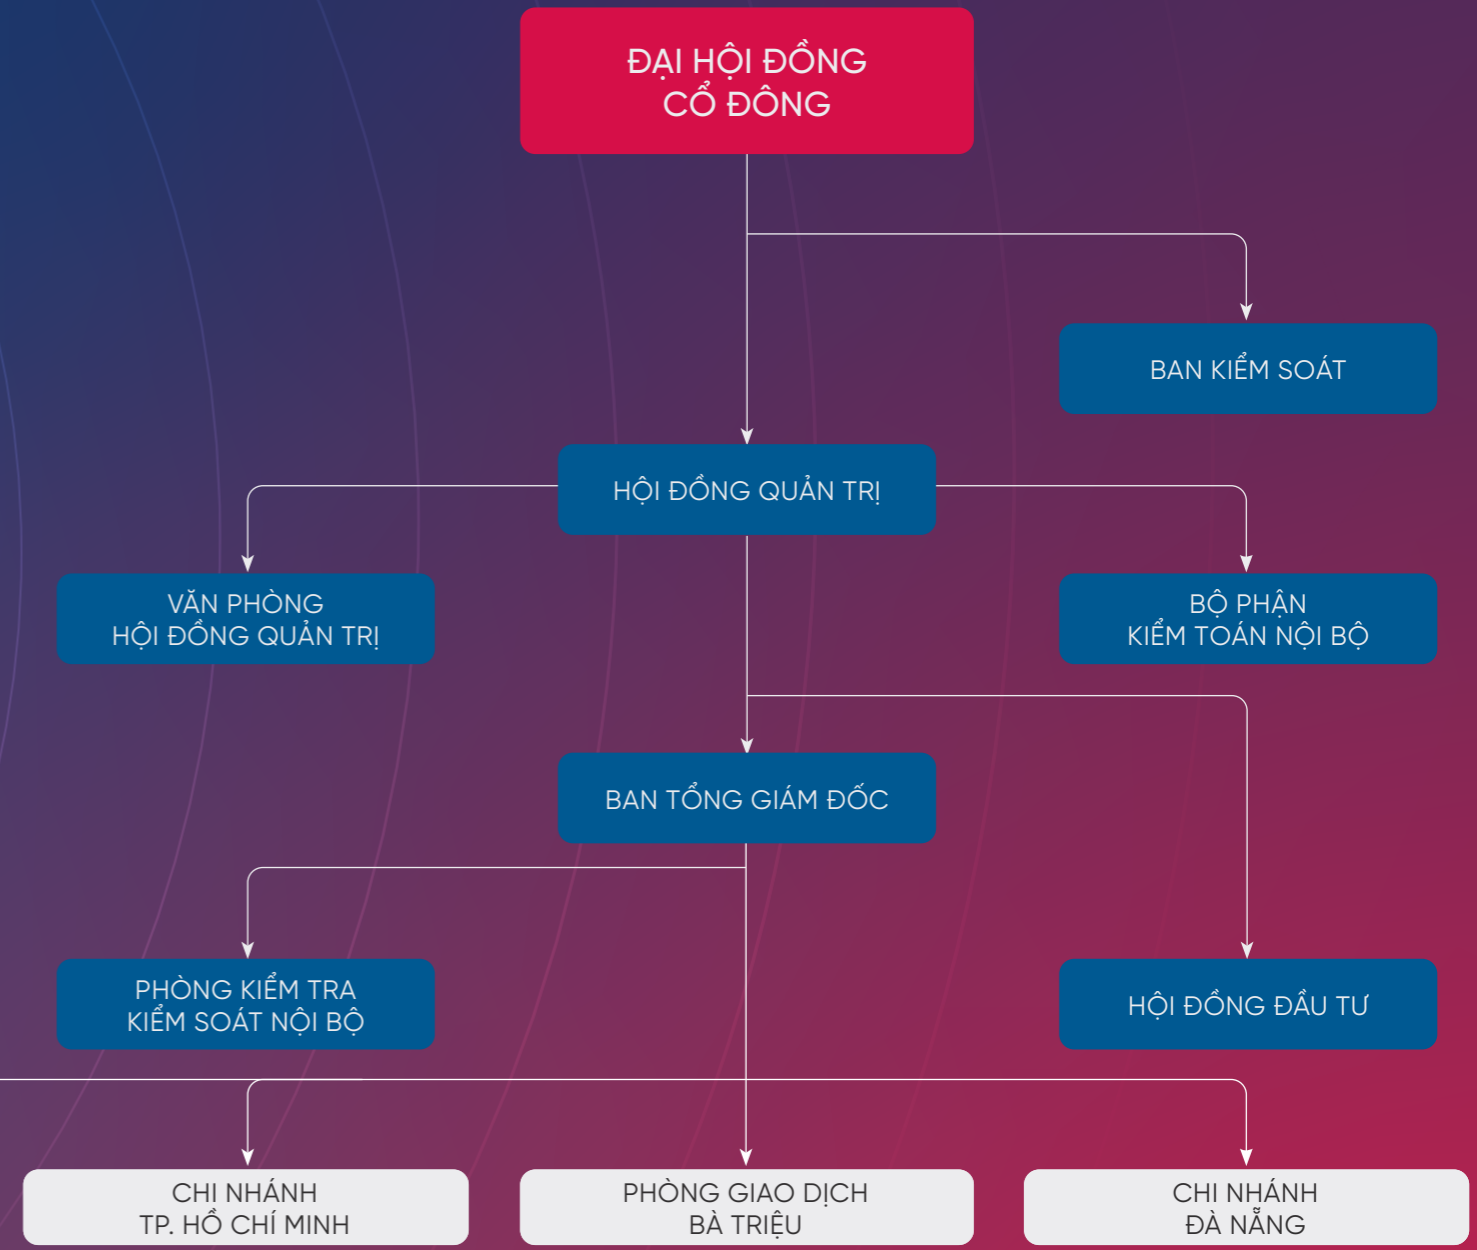 ĐẠI HỘI ĐỒNG
CỔ ĐÔNG
BAN KIỂM SOÁT
HỘI ĐỒNG QUẢN TRỊ
VĂN PHÒNG
HỘI ĐỒNG QUẢN TRỊ
BỘ PHẬN
KIỂM TOÁN NỘI BỘ
BAN TỔNG GIÁM ĐỐC
PHÒNG KIỂM TRA
KIỂM SOÁT NỘI BỘ
HỘI ĐỒNG ĐẦU TƯ
CHI NHÁNH
TP. HỒ CHÍ MINH
PHÒNG GIAO DỊCH
BÀ TRIỆU
CHI NHÁNH
ĐÀ NẴNG